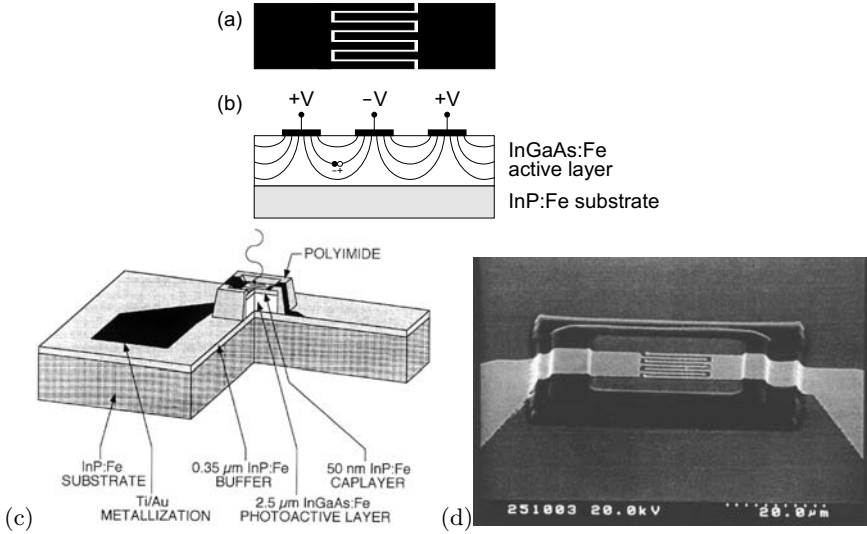 (a)
(b)
+V
−V
+V
InGaAs:Fe
active layer
−+
InP:Fe substrate
POLYIMIDE
InP:Fe
SUBSTRATE
Ti/Au
METALLIZATION
0.35 μm InP:Fe
BUFFER
2.5 μm InGaAs:Fe
PHOTOACTIVE LAYER
50 nm InP:Fe
CAPLAYER
(c)
(d)
251003 20.0kV 20.0μm